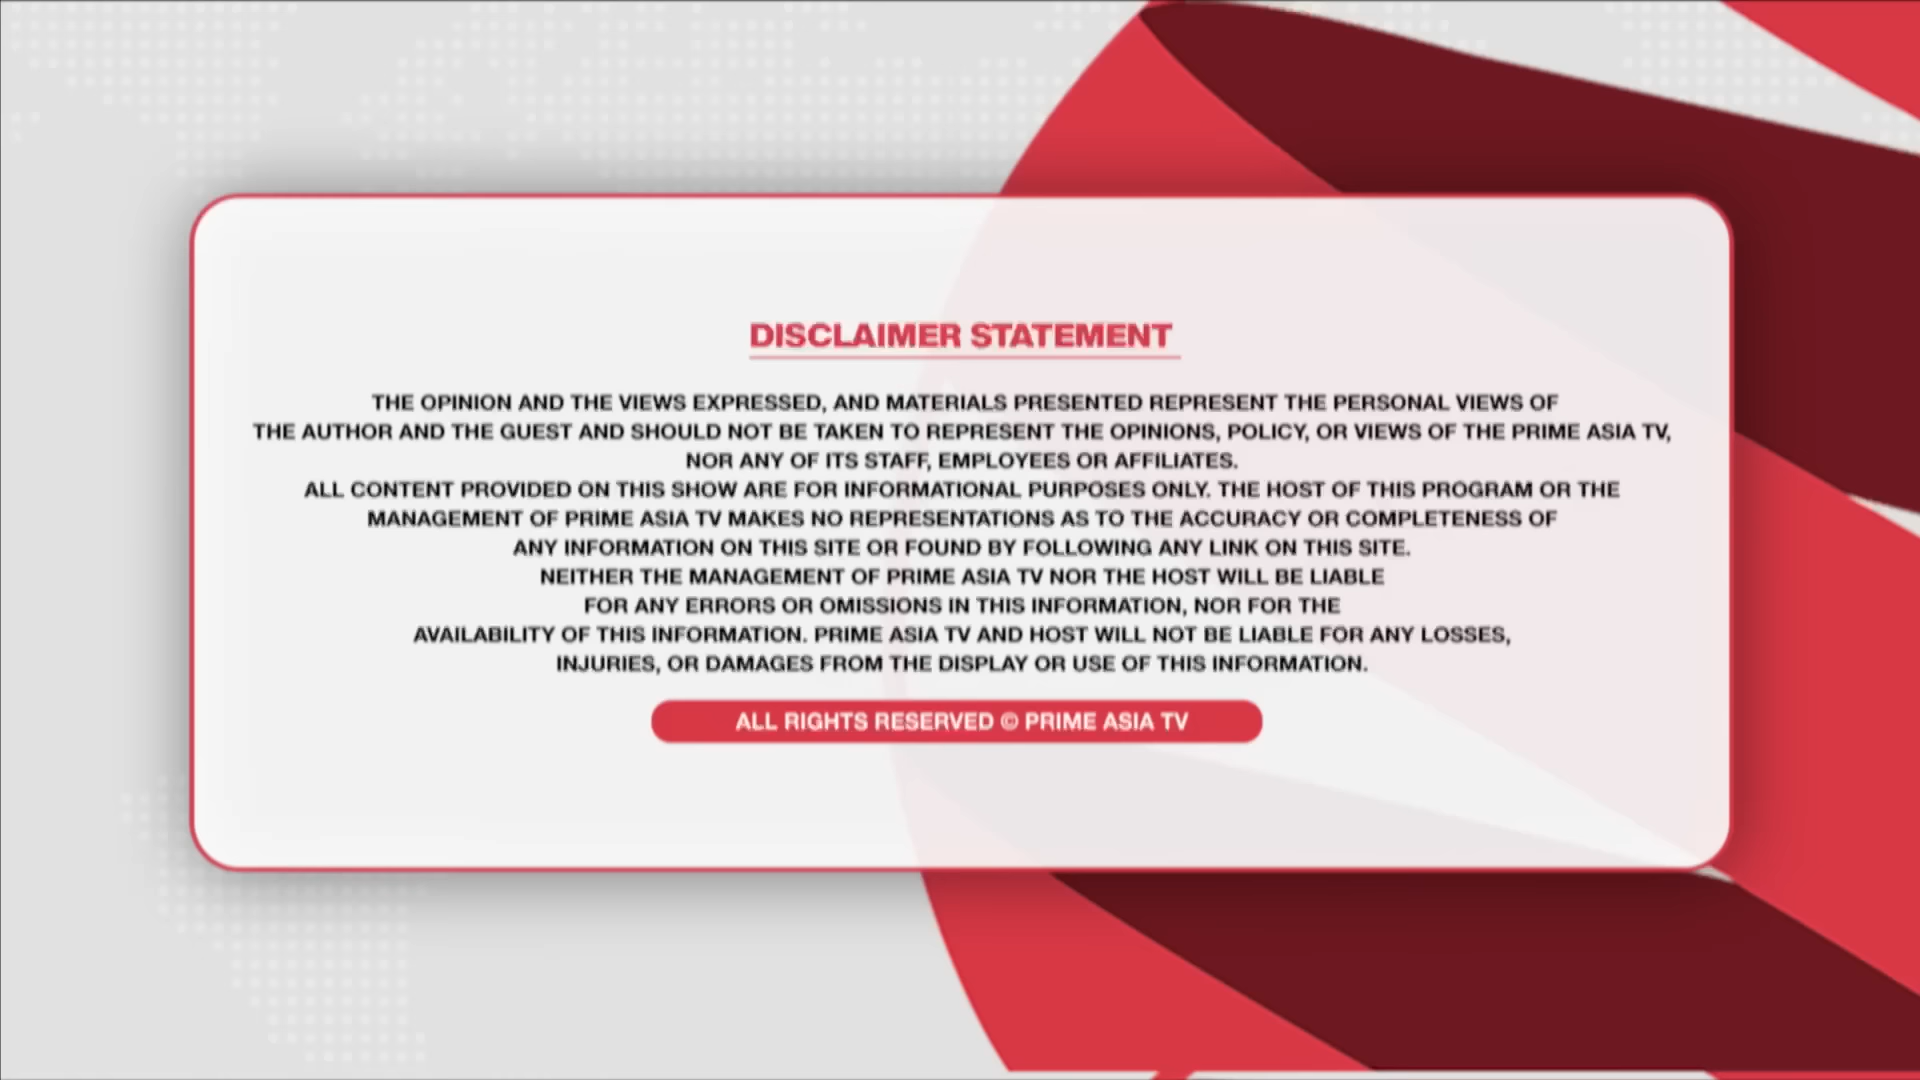 DISCLAIMER STATEMENT
THE OPINION AND THE VIEWS EXPRESSED, AND MATERIALS PRESENTED REPRESENT THE PERSONAL VIEWS OF
THE AUTHOR AND THE GUEST AND SHOULD NOT BE TAKEN TO REPRESENT THE OPINIONS, POLICY, OR VIEWS OF THE PRIME ASIA TV,
NOR ANY OF ITS STAFF, EMPLOYEES OR AFFILIATES.
ALL CONTENT PROVIDED ON THIS SHOW ARE FOR INFORMATIONAL PURPOSES ONLY. THE HOST OF THIS PROGRAM OR THE
MANAGEMENT OF PRIME ASIA TV MAKES NO REPRESENTATIONS AS TO THE ACCURACY OR COMPLETENESS OF
ANY INFORMATION ON THIS SITE OR FOUND BY FOLLOWING ANY LINK ON THIS SITE.
NEITHER THE MANAGEMENT OF PRIME ASIA TV NOR THE HOST WILL BE LIABLE
FOR ANY ERRORS OR OMISSIONS IN THIS INFORMATION, NOR FOR THE
AVAILABILITY OF THIS INFORMATION. PRIME ASIA TV AND HOST WILL NOT BE LIABLE FOR ANY LOSSES,
INJURIES, OR DAMAGES FROM THE DISPLAY OR USE OF THIS INFORMATION.
ALL RIGHTS RESERVED © PRIME ASIA TV